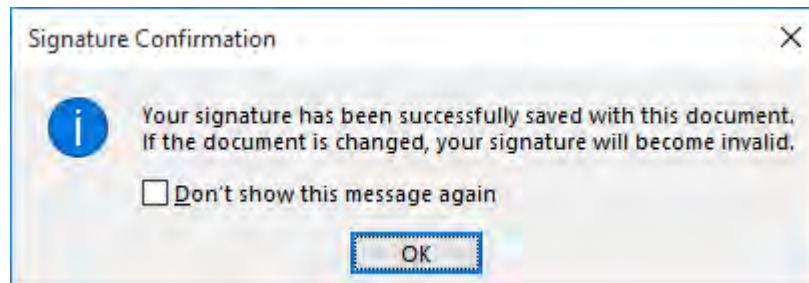 Signature Confirmation
Your signature has been successfully saved with this document.
If the document is changed, your signature will become invalid.
Don't show this message again
OK